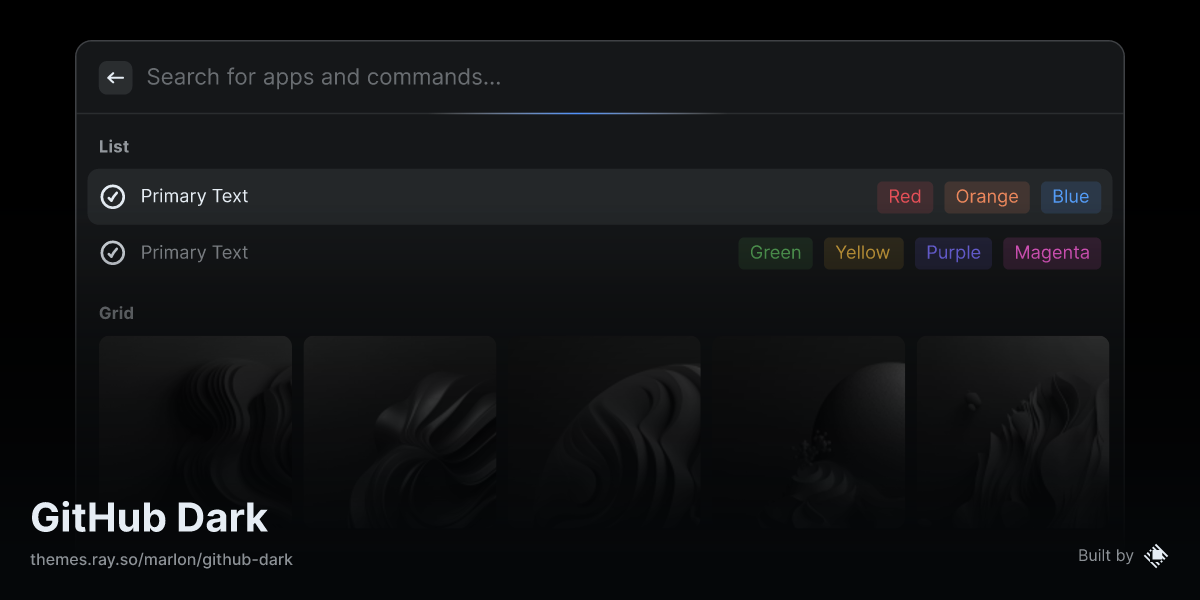 Search for apps and commands...
List
Primary Text Red Orange Blue
Primary Text Green Yellow Purple Magenta
Grid
GitHub Dark
themes.ray.so/marlon/github-dark
Built by